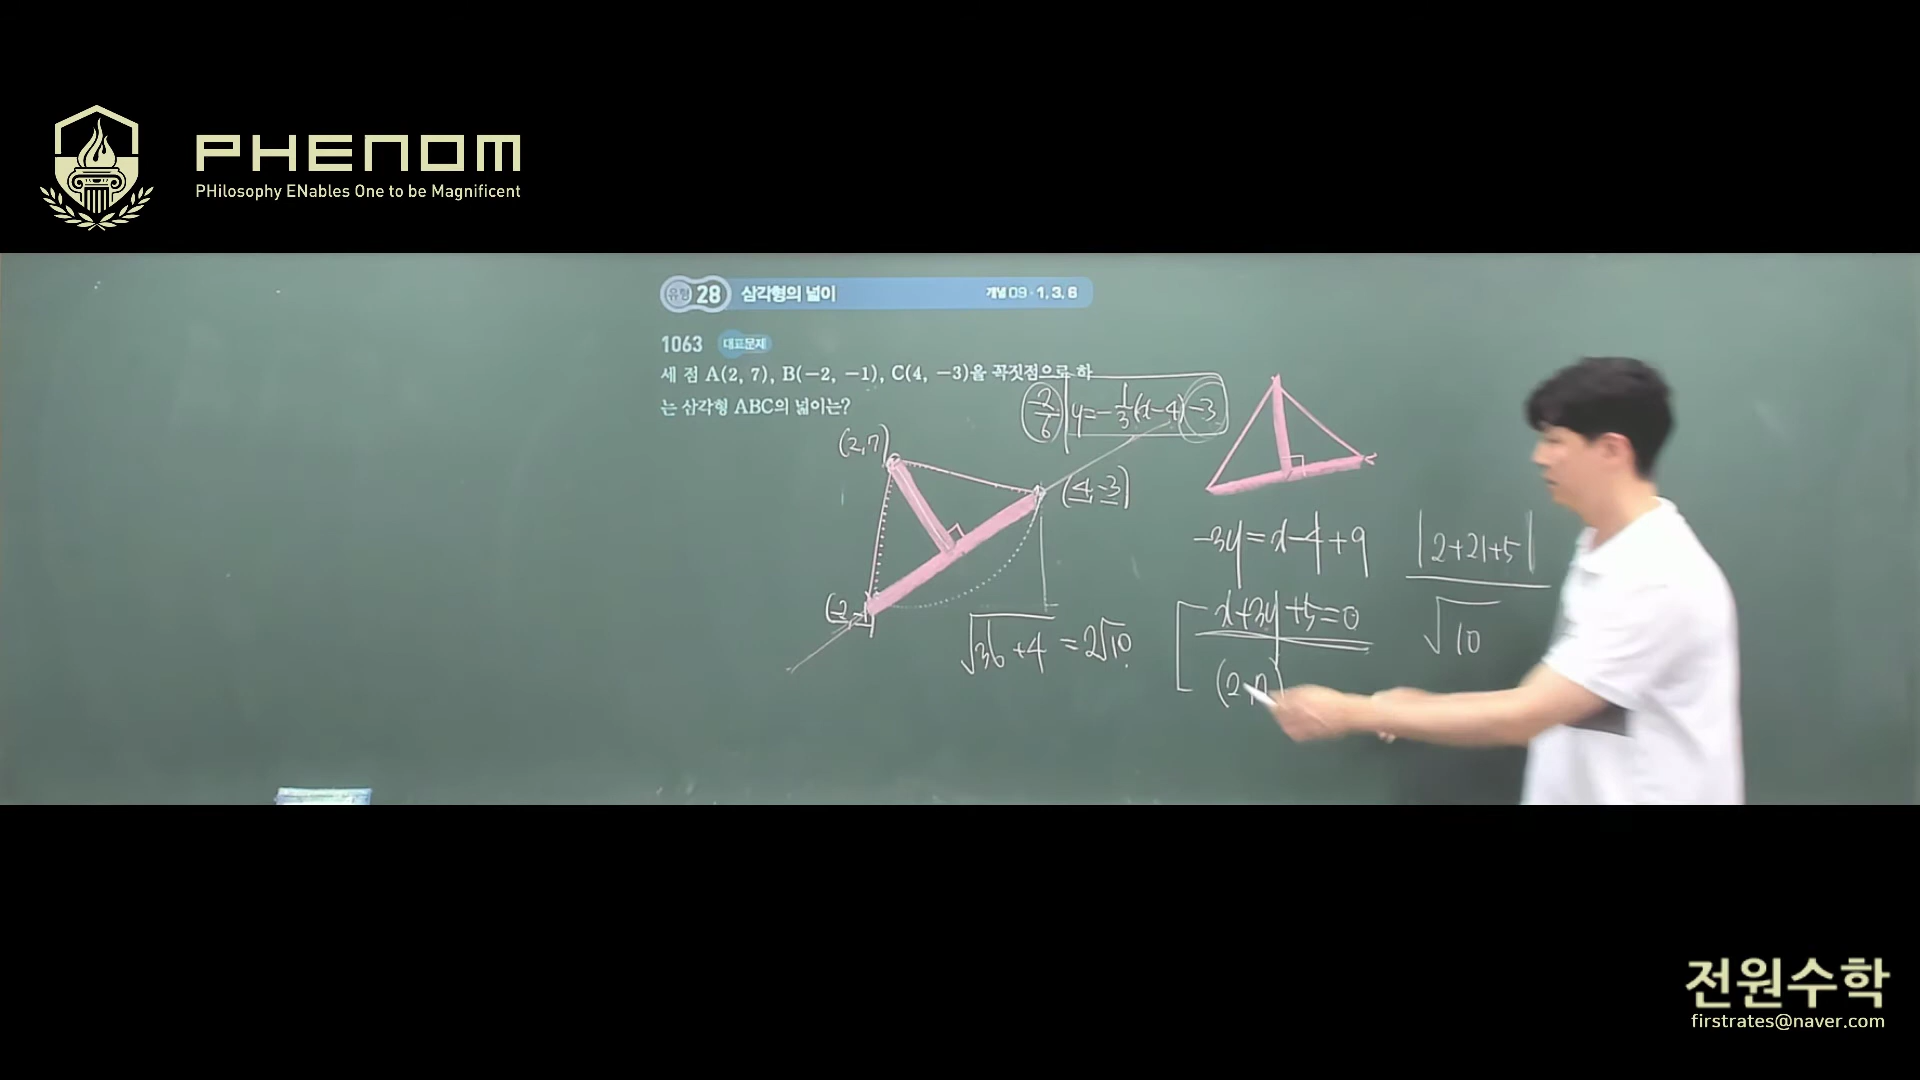 PHENOM
PHilosophy ENables One to be Magnificent
유형 28 삼각형의 넓이 개념 09-1, 3, 6
1063 대표문제
세 점 A(2, 7), B(−2, −1), C(4, −3)을 꼭짓점으로 하
는 삼각형 ABC의 넓이는?
-2/6 y=-1/3(x-4)-3
(2,7)
(4,-3)
(-2,-1)
√36+4 = 2√10
-3y=x-4+9
x+3y+5=0
(2,7)
|2+21+5|
√10
전원수학
firstrates@naver.com